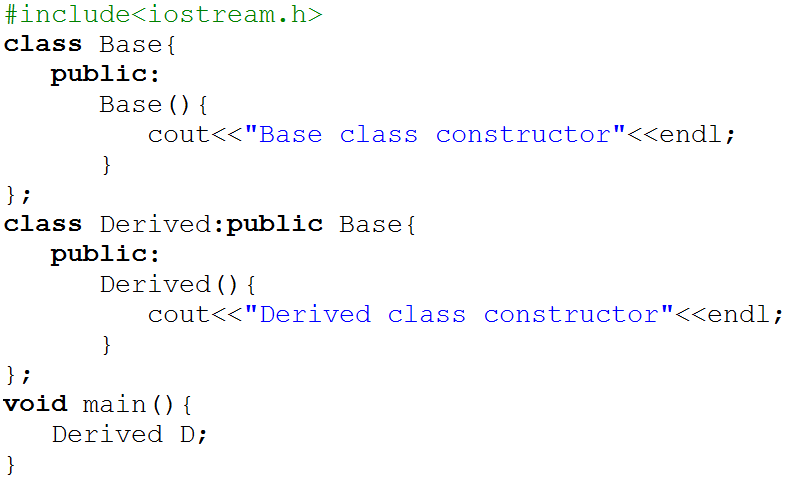 #include<iostream.h>
class Base{
   public:
      Base(){
         cout<<"Base class constructor"<<endl;
      }
};
class Derived:public Base{
   public:
      Derived(){
         cout<<"Derived class constructor"<<endl;
      }
};
void main(){
   Derived D;
}